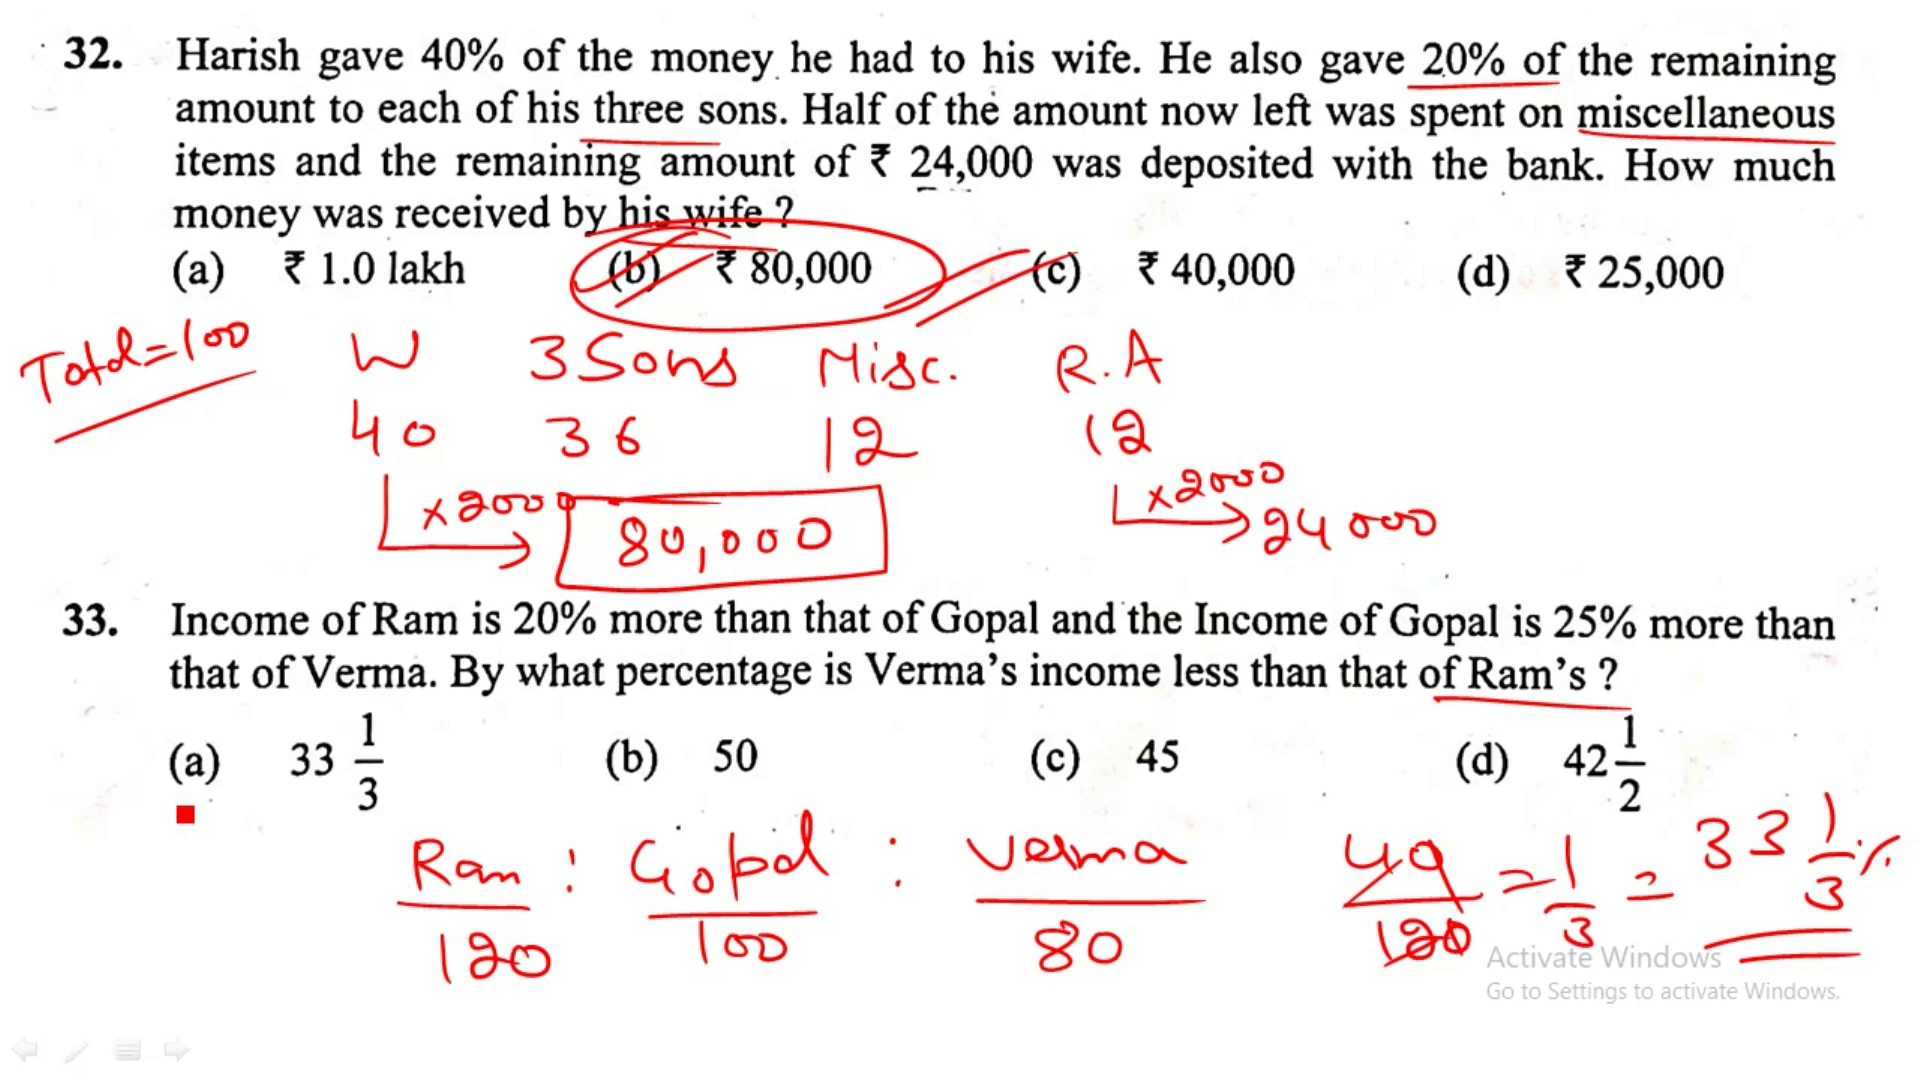 32. Harish gave 40% of the money he had to his wife. He also gave 20% of the remaining
amount to each of his three sons. Half of the amount now left was spent on miscellaneous
items and the remaining amount of ₹ 24,000 was deposited with the bank. How much
money was received by his wife ?
(a) ₹ 1.0 lakh (b) ₹ 80,000 (c) ₹ 40,000 (d) ₹ 25,000
Total=100 W 3 Sons Misc. R.A
40 36 12 12
×2000 80,000 ×2000 24000
33. Income of Ram is 20% more than that of Gopal and the Income of Gopal is 25% more than
that of Verma. By what percentage is Verma's income less than that of Ram's ?
(a) 33 1/3 (b) 50 (c) 45 (d) 42 1/2
Ram : Gopal : Verma 40/120 = 1/3 = 33 1/3 %
120 100 80
Activate Windows
Go to Settings to activate Windows.